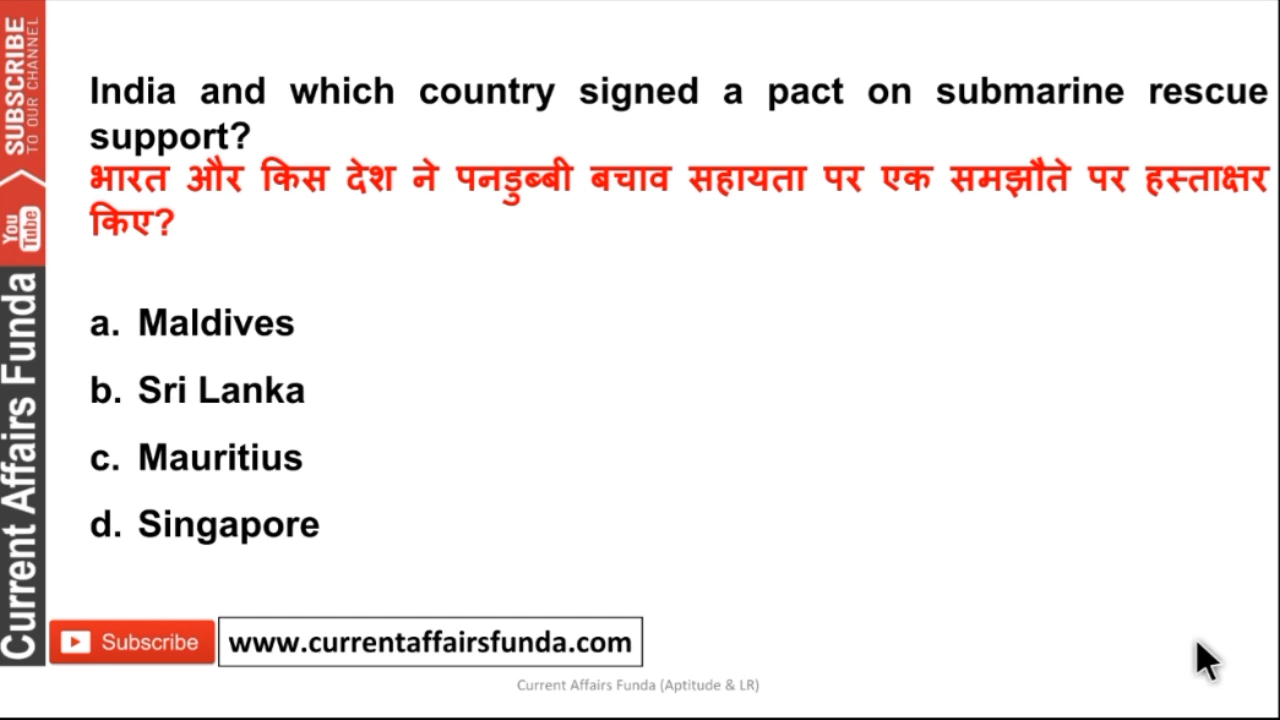 SUBSCRIBE
TO OUR CHANNEL
You
Tube
Current Affairs Funda
India and which country signed a pact on submarine rescue
support?
भारत और किस देश ने पनडुब्बी बचाव सहायता पर एक समझौते पर हस्ताक्षर
किए?
a. Maldives
b. Sri Lanka
c. Mauritius
d. Singapore
Subscribe
www.currentaffairsfunda.com
Current Affairs Funda (Aptitude & LR)